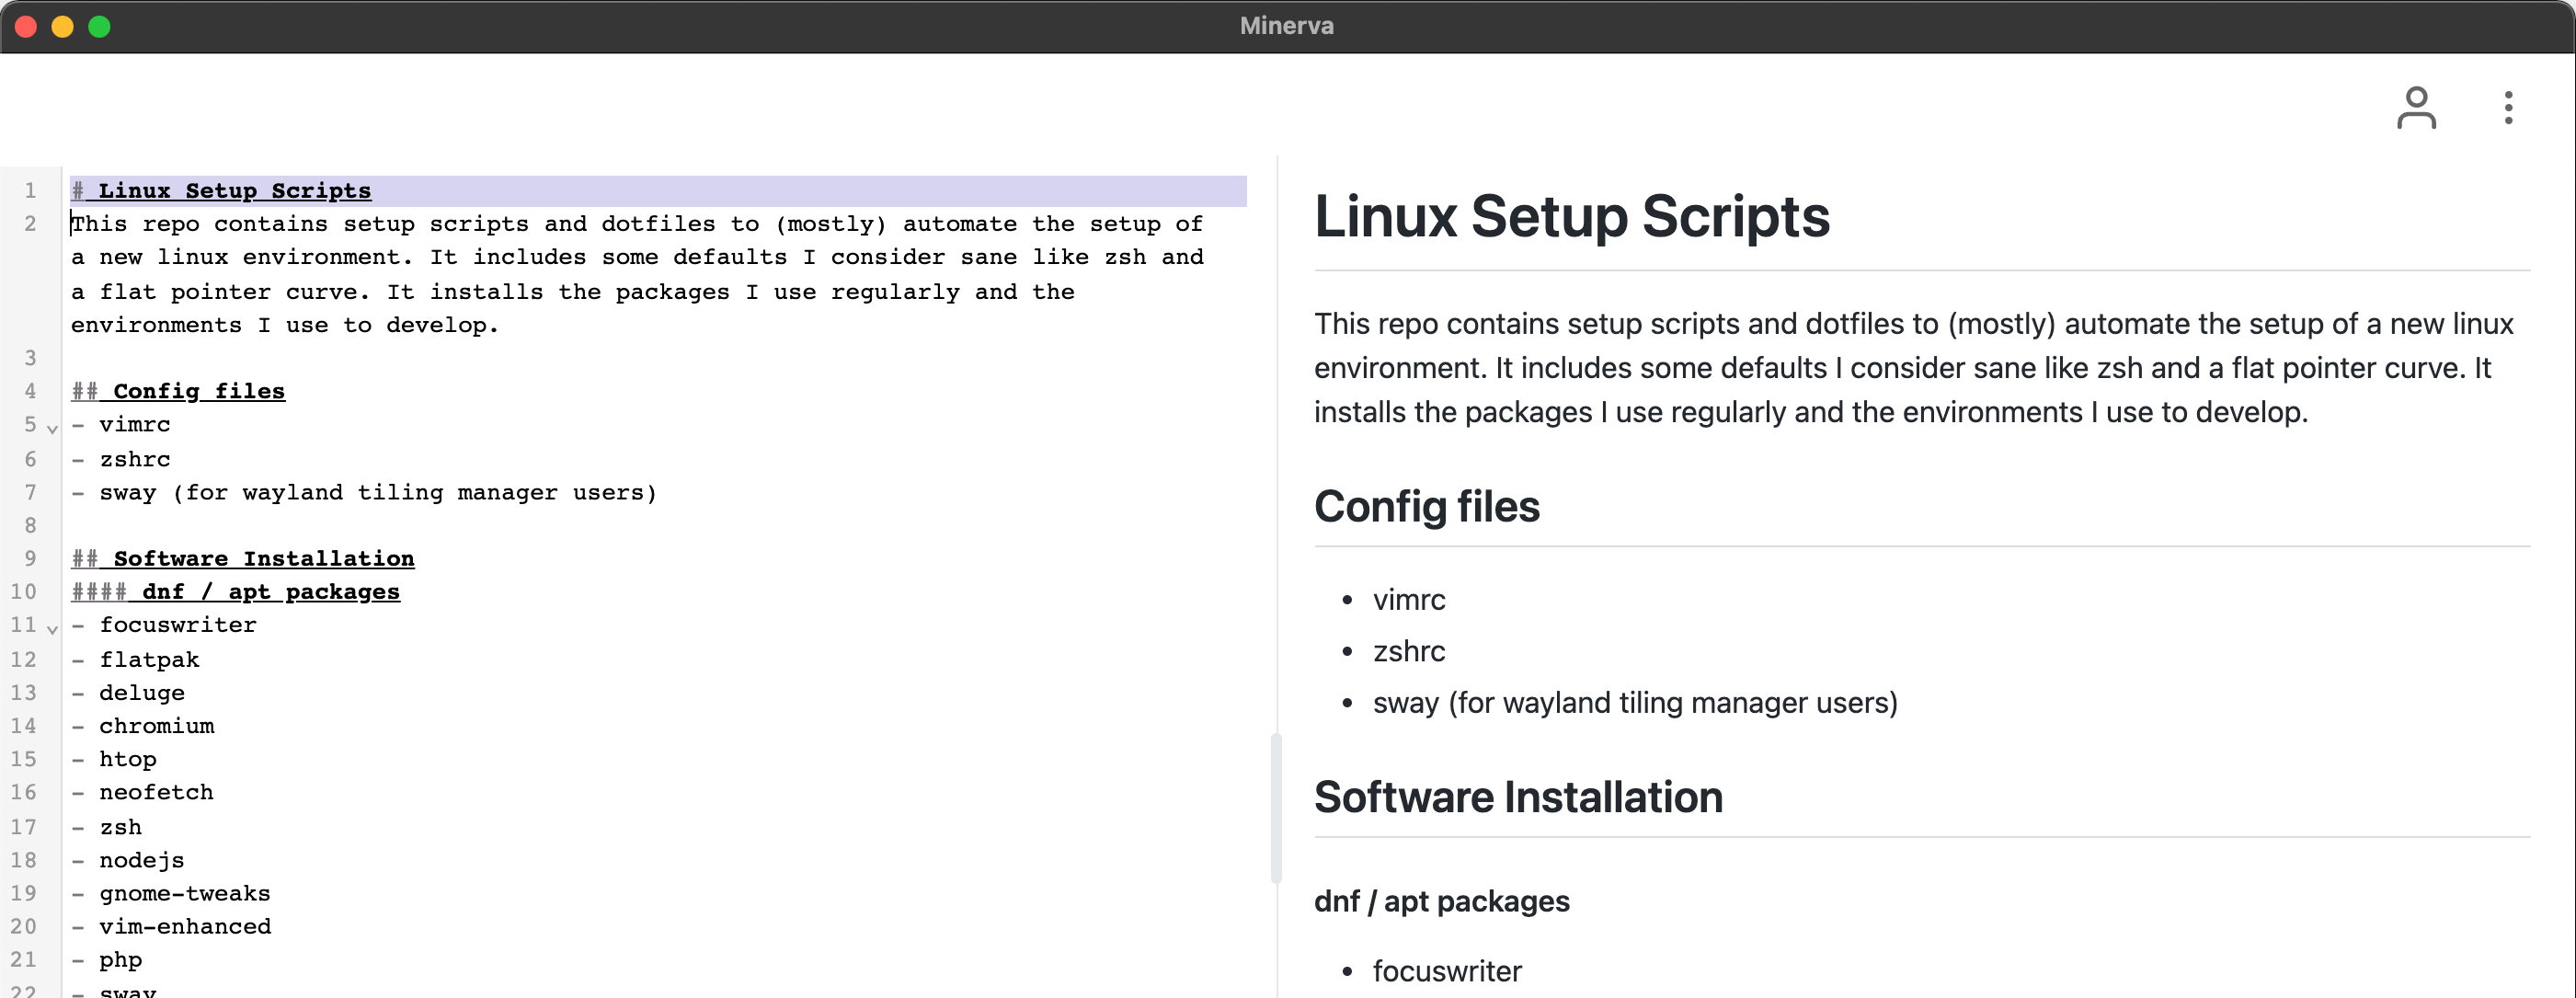 Minerva
1 # Linux Setup Scripts
2 This repo contains setup scripts and dotfiles to (mostly) automate the setup of
a new linux environment. It includes some defaults I consider sane like zsh and
a flat pointer curve. It installs the packages I use regularly and the
environments I use to develop.
3
4 ## Config files
5 - vimrc
6 - zshrc
7 - sway (for wayland tiling manager users)
8
9 ## Software Installation
10 #### dnf / apt packages
11 - focuswriter
12 - flatpak
13 - deluge
14 - chromium
15 - htop
16 - neofetch
17 - zsh
18 - nodejs
19 - gnome-tweaks
20 - vim-enhanced
21 - php
22 - sway
Linux Setup Scripts
This repo contains setup scripts and dotfiles to (mostly) automate the setup of a new linux
environment. It includes some defaults I consider sane like zsh and a flat pointer curve. It
installs the packages I use regularly and the environments I use to develop.
Config files
• vimrc
• zshrc
• sway (for wayland tiling manager users)
Software Installation
dnf / apt packages
• focuswriter